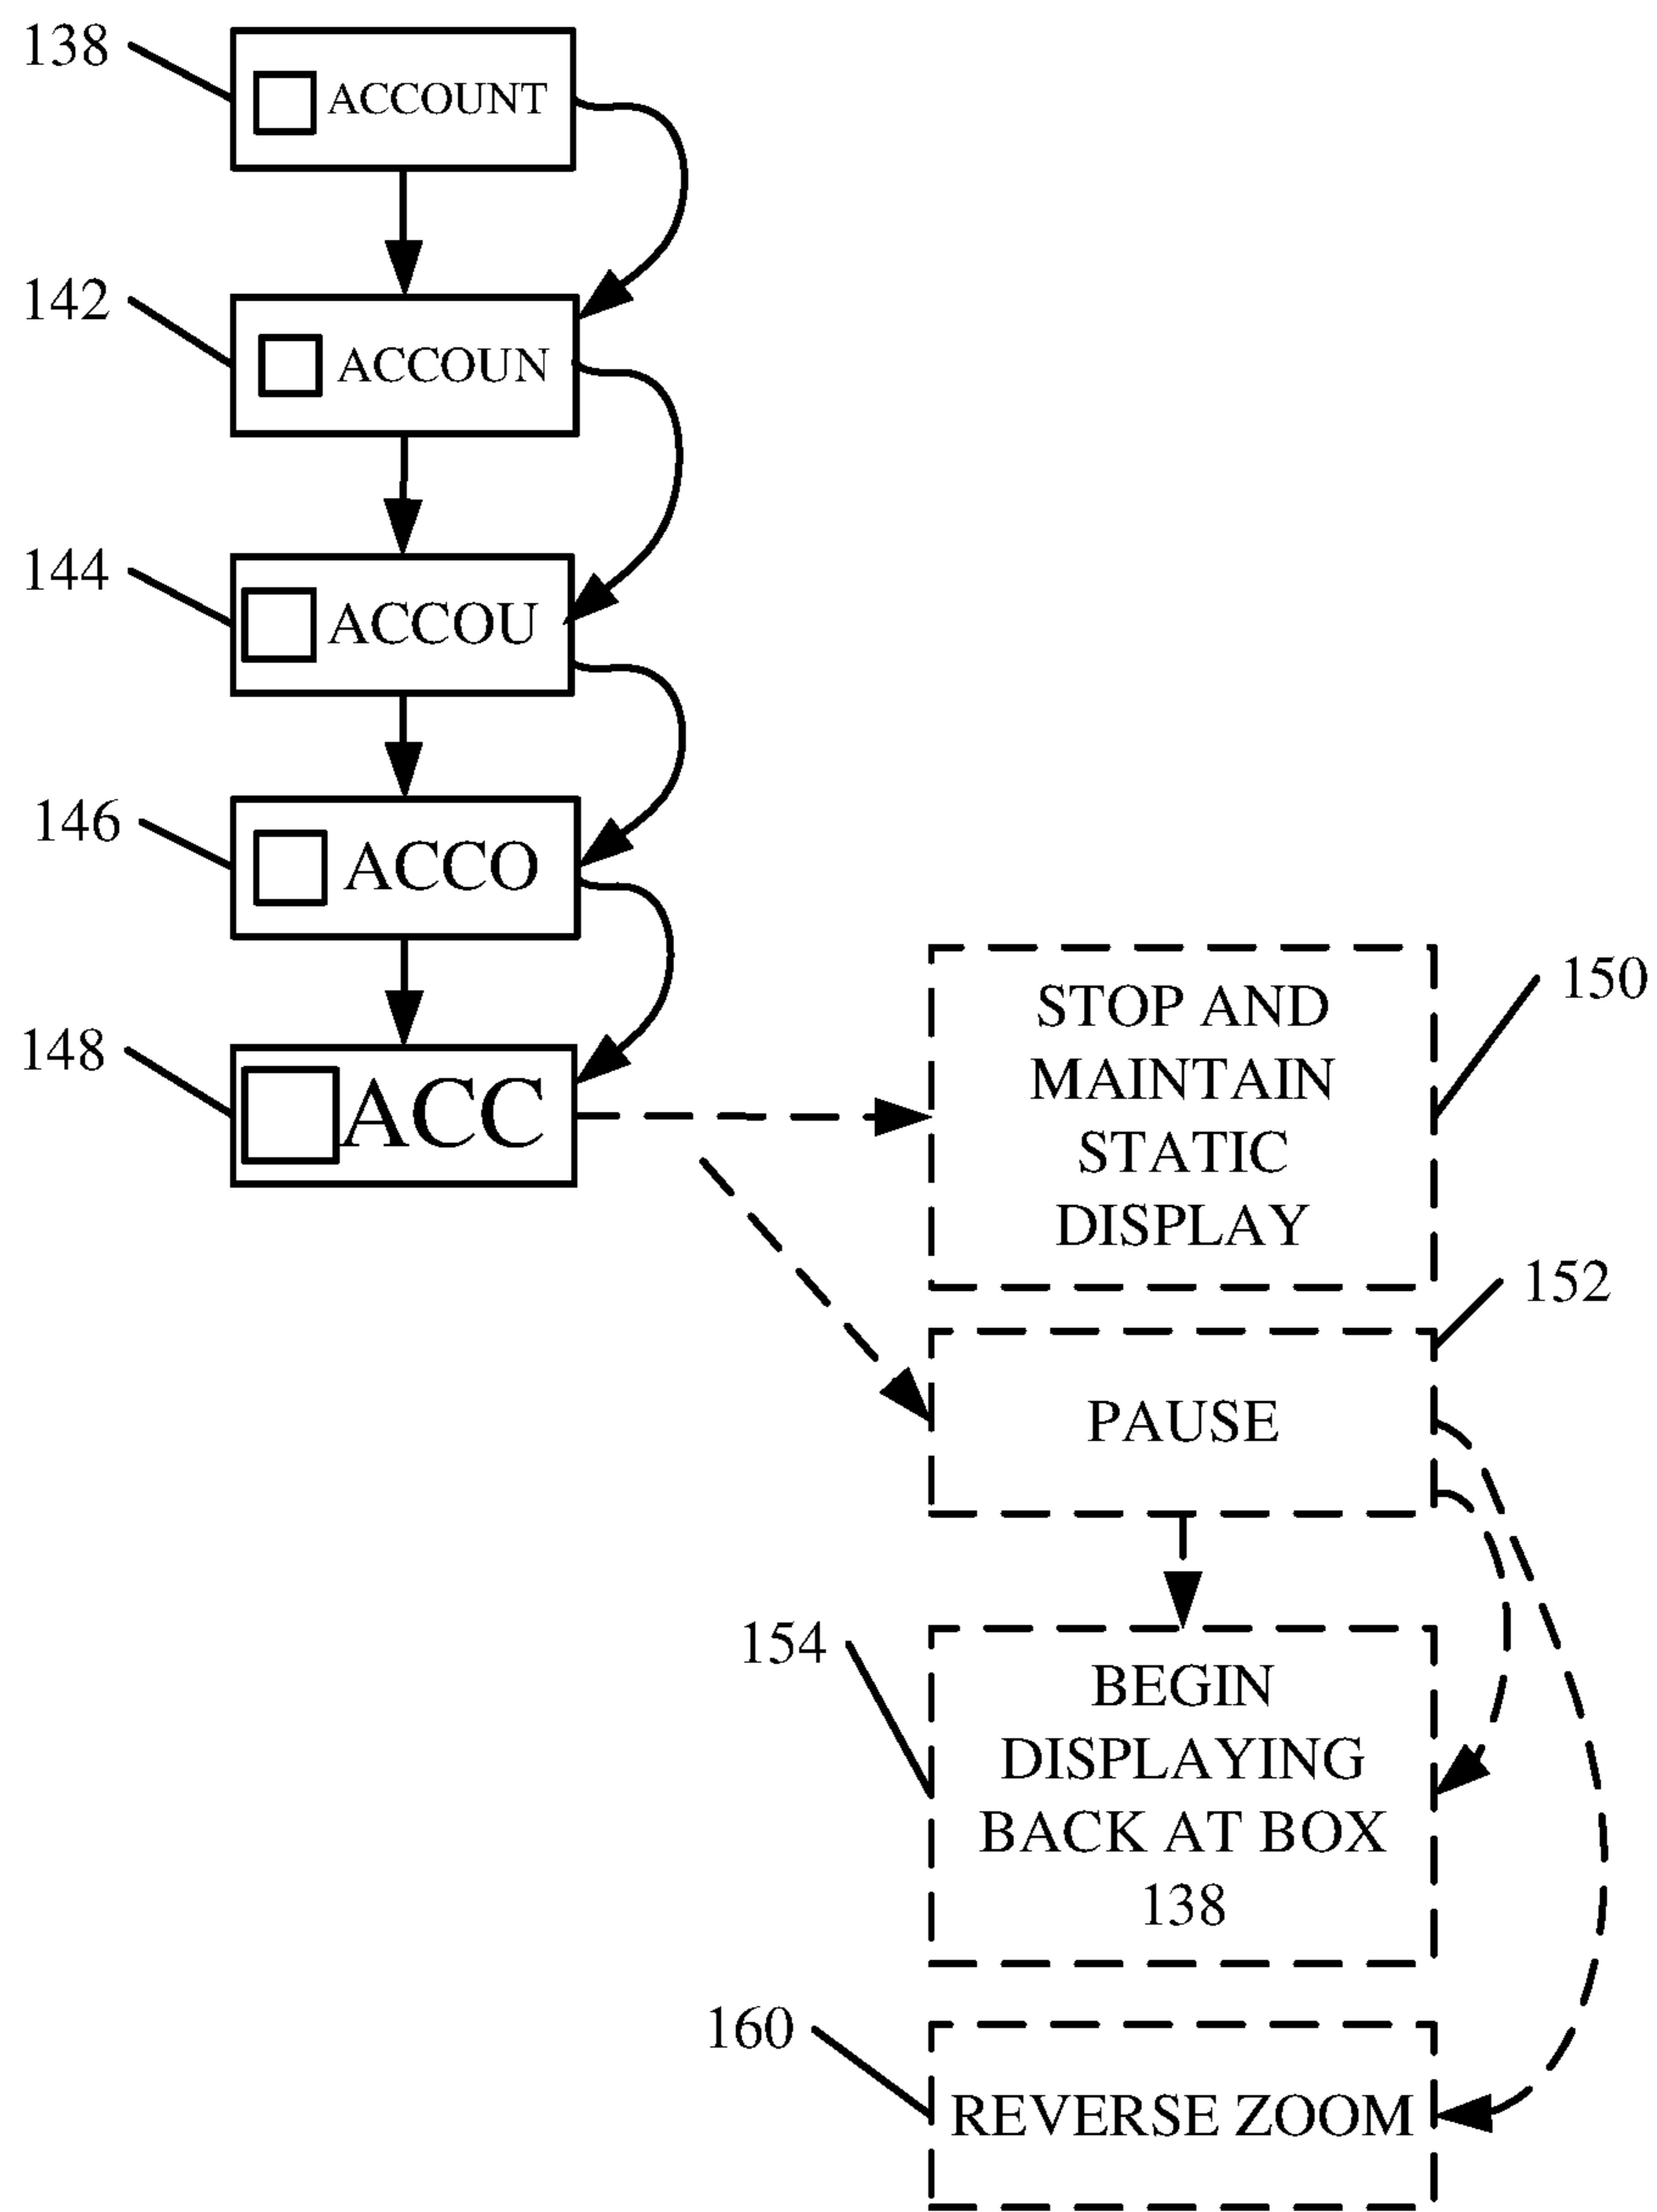 138
ACCOUNT
142
ACCOUN
144
ACCOU
146
ACCO
148
ACC
STOP AND
MAINTAIN
STATIC
DISPLAY
150
152
PAUSE
154
BEGIN
DISPLAYING
BACK AT BOX
138
160
REVERSE ZOOM